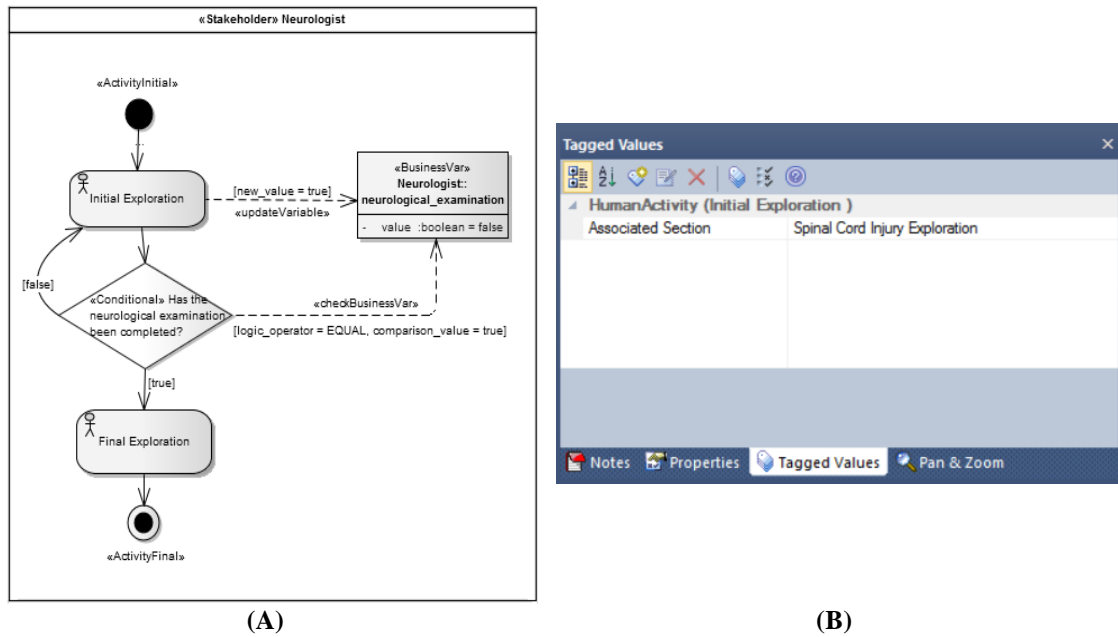 «Stakeholder» Neurologist
«ActivityInitial»
...
Initial Exploration
[new_value = true]
«updateVariable»
«BusinessVar»
Neurologist::
neurological_examination
- value :boolean = false
[false]
«Conditional» Has the
neurological examination
been completed?
«checkBusinessVar»
[logic_operator = EQUAL, comparison_value = true]
[true]
Final Exploration
«ActivityFinal»
(A)
Tagged Values
HumanActivity (Initial Exploration )
Associated Section Spinal Cord Injury Exploration
Notes Properties Tagged Values Pan & Zoom
(B)